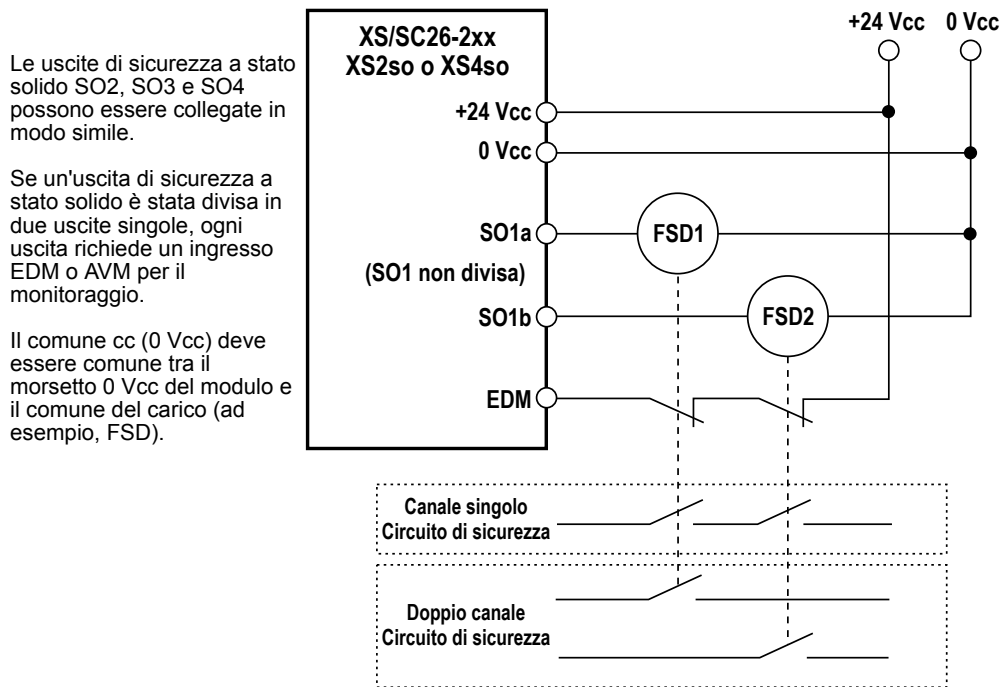 Le uscite di sicurezza a stato
solido SO2, SO3 e SO4
possono essere collegate in
modo simile.
Se un'uscita di sicurezza a
stato solido è stata divisa in
due uscite singole, ogni
uscita richiede un ingresso
EDM o AVM per il
monitoraggio.
Il comune cc (0 Vcc) deve
essere comune tra il
morsetto 0 Vcc del modulo e
il comune del carico (ad
esempio, FSD).
XS/SC26-2xx
XS2so o XS4so
+24 Vcc
0 Vcc
SO1a
(SO1 non divisa)
SO1b
EDM
+24 Vcc
0 Vcc
FSD1
FSD2
Canale singolo
Circuito di sicurezza
Doppio canale
Circuito di sicurezza